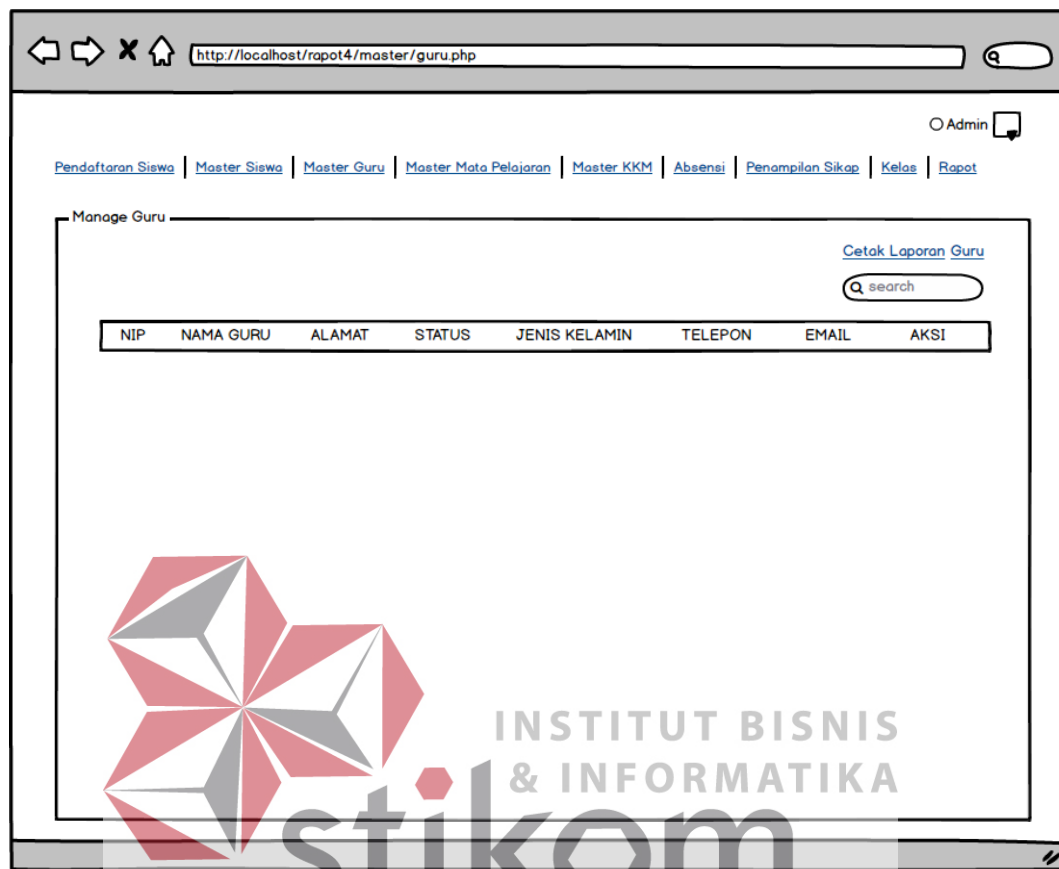 http://localhost/rapot4/master/guru.php
Admin
Pendaftaran Siswa | Master Siswa | Master Guru | Master Mata Pelajaran | Master KKM | Absensi | Penampilan Sikap | Kelas | Rapot
Manage Guru
Cetak Laporan Guru
search
NIP NAMA GURU ALAMAT STATUS JENIS KELAMIN TELEPON EMAIL AKSI
INSTITUT BISNIS
& INFORMATIKA
stikom